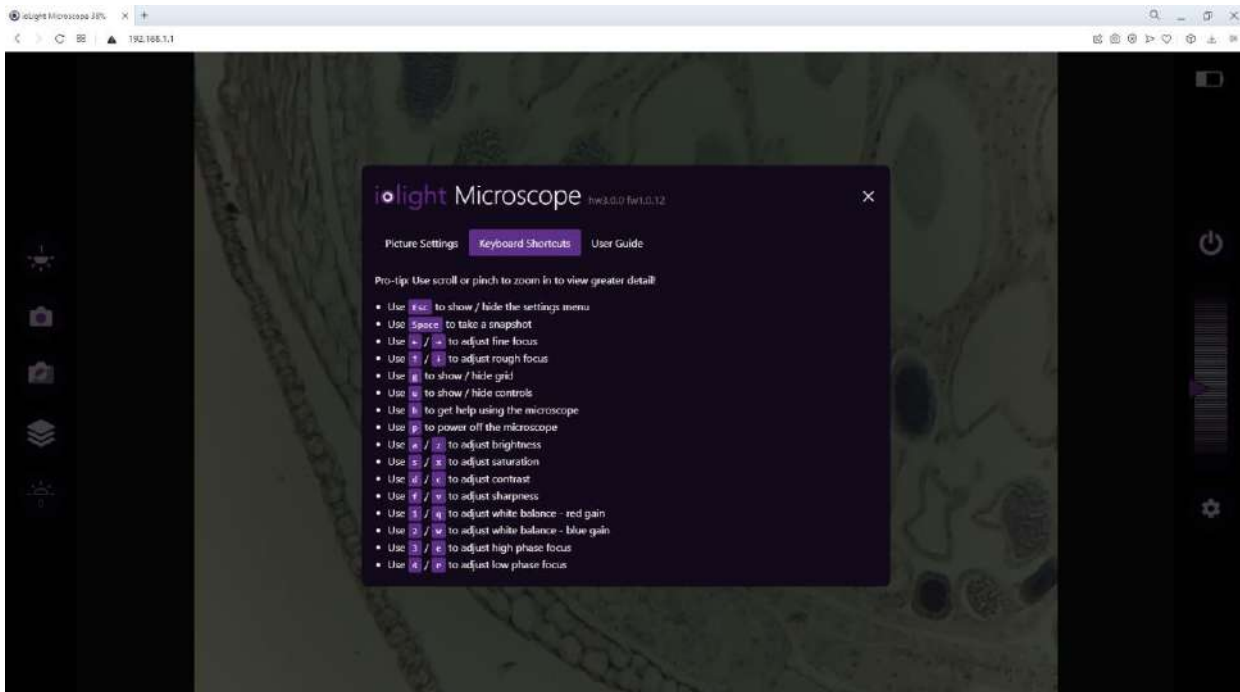 ioLight Microscope 38%
192.168.1.1
iolight Microscope hw3.0.0 fw1.0.12
Picture Settings Keyboard Shortcuts User Guide
Pro-tip: Use scroll or pinch to zoom in to view greater detail!
• Use Esc to show / hide the settings menu
• Use Space to take a snapshot
• Use ← / → to adjust fine focus
• Use ↑ / ↓ to adjust rough focus
• Use g to show / hide grid
• Use u to show / hide controls
• Use h to get help using the microscope
• Use p to power off the microscope
• Use a / z to adjust brightness
• Use s / x to adjust saturation
• Use d / c to adjust contrast
• Use f / v to adjust sharpness
• Use 1 / q to adjust white balance - red gain
• Use 2 / w to adjust white balance - blue gain
• Use 3 / e to adjust high phase focus
• Use 4 / r to adjust low phase focus